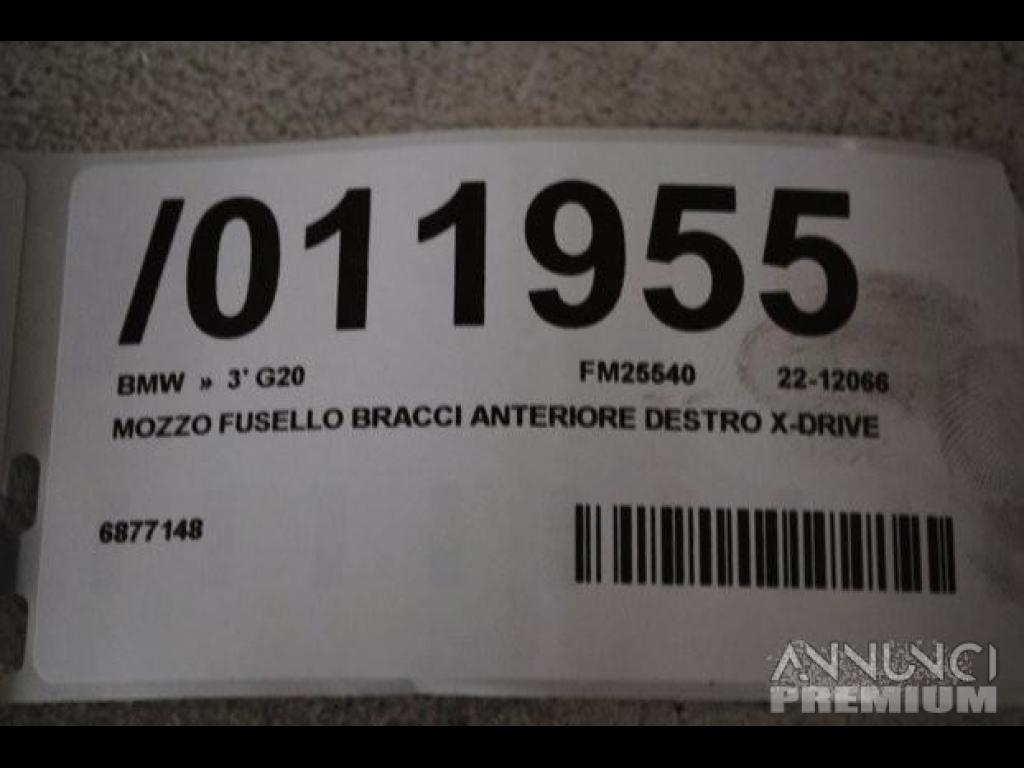 /011955
BMW » 3' G20 FM25540 22-12066
MOZZO FUSELLO BRACCI ANTERIORE DESTRO X-DRIVE
6877148
ANNUNCI
PREMIUM